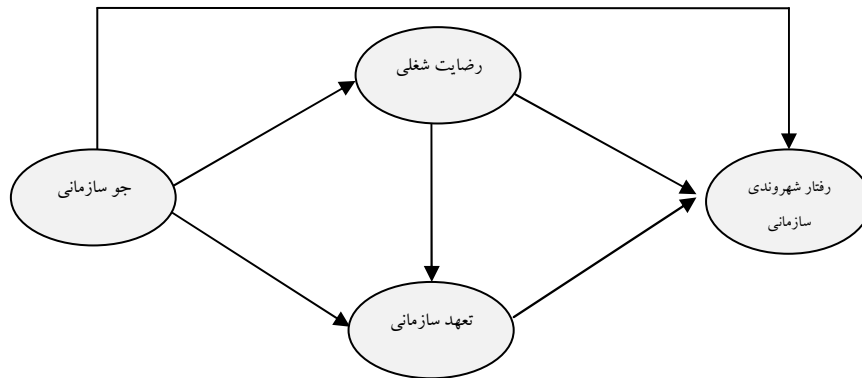 رضایت شغلی
جو سازمانی
رفتار شهروندی
سازمانی
تعهد سازمانی